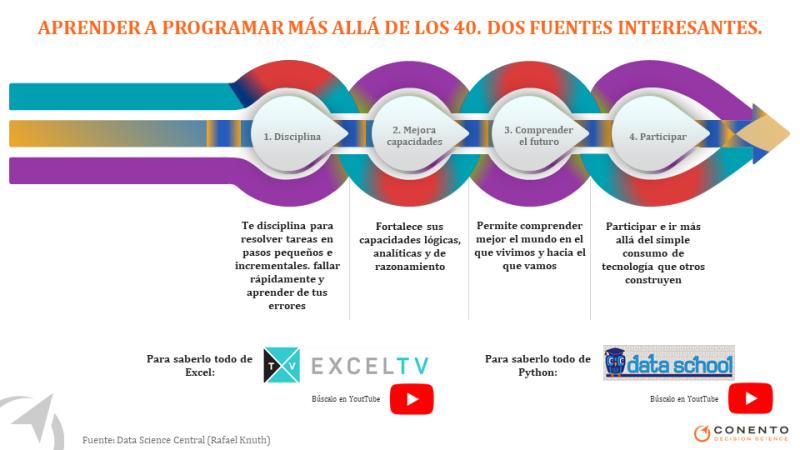 APRENDER A PROGRAMAR MÁS ALLÁ DE LOS 40. DOS FUENTES INTERESANTES.
1. Disciplina
2. Mejora
capacidades
3. Comprender
el futuro
4. Participar
Te disciplina para
resolver tareas en
pasos pequeños e
incrementales. fallar
rápidamente y
aprender de tus
errores
Fortalece sus
capacidades lógicas,
analíticas y de
razonamiento
Permite comprender
mejor el mundo en el
que vivimos y hacia el
que vamos
Participar e ir más
allá del simple
consumo de
tecnología que otros
construyen
Para saberlo todo de
Excel:
T V EXCELTV
Búscalo en YoutTube
Para saberlo todo de
Python:
data school
Búscalo en YoutTube
Fuente: Data Science Central (Rafael Knuth)
CONENTO
DECISION SCIENCE